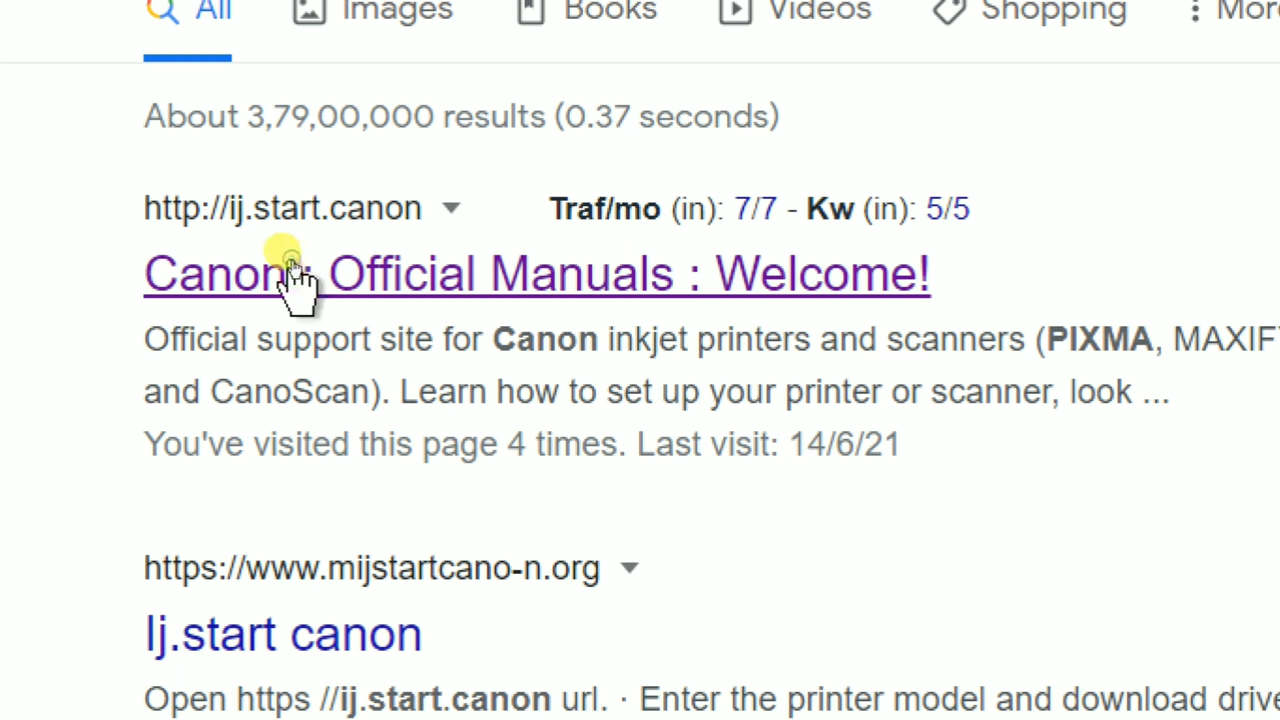 All Images Books Videos Shopping More
About 3,79,00,000 results (0.37 seconds)
http://ij.start.canon Traf/mo (in): 7/7 - Kw (in): 5/5
Canon : Official Manuals : Welcome!
Official support site for Canon inkjet printers and scanners (PIXMA, MAXIFY
and CanoScan). Learn how to set up your printer or scanner, look ...
You've visited this page 4 times. Last visit: 14/6/21
https://www.mijstartcano-n.org
Ij.start canon
Open https //ij.start.canon url. · Enter the printer model and download drive